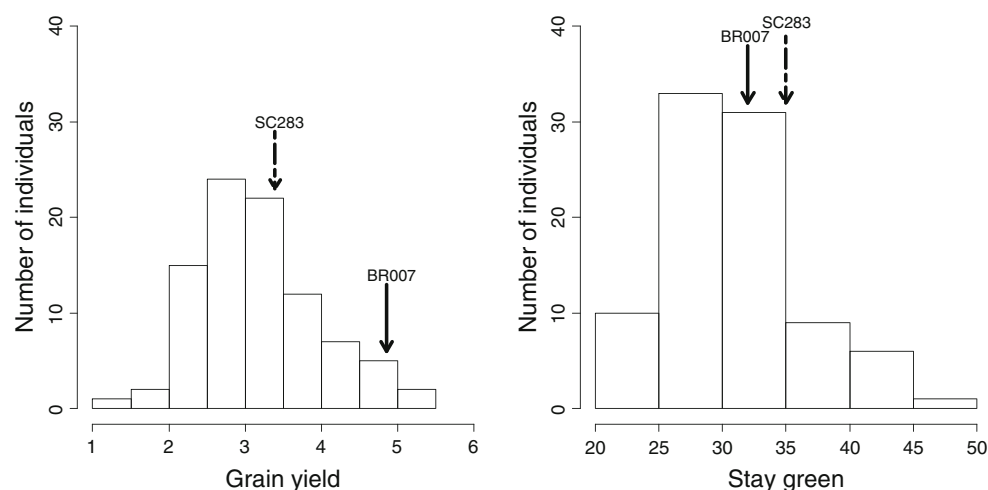 40
30
20
10
0
Number of individuals
SC283
BR007
1 2 3 4 5 6
Grain yield
40
30
20
10
0
Number of individuals
SC283
BR007
20 25 30 35 40 45 50
Stay green